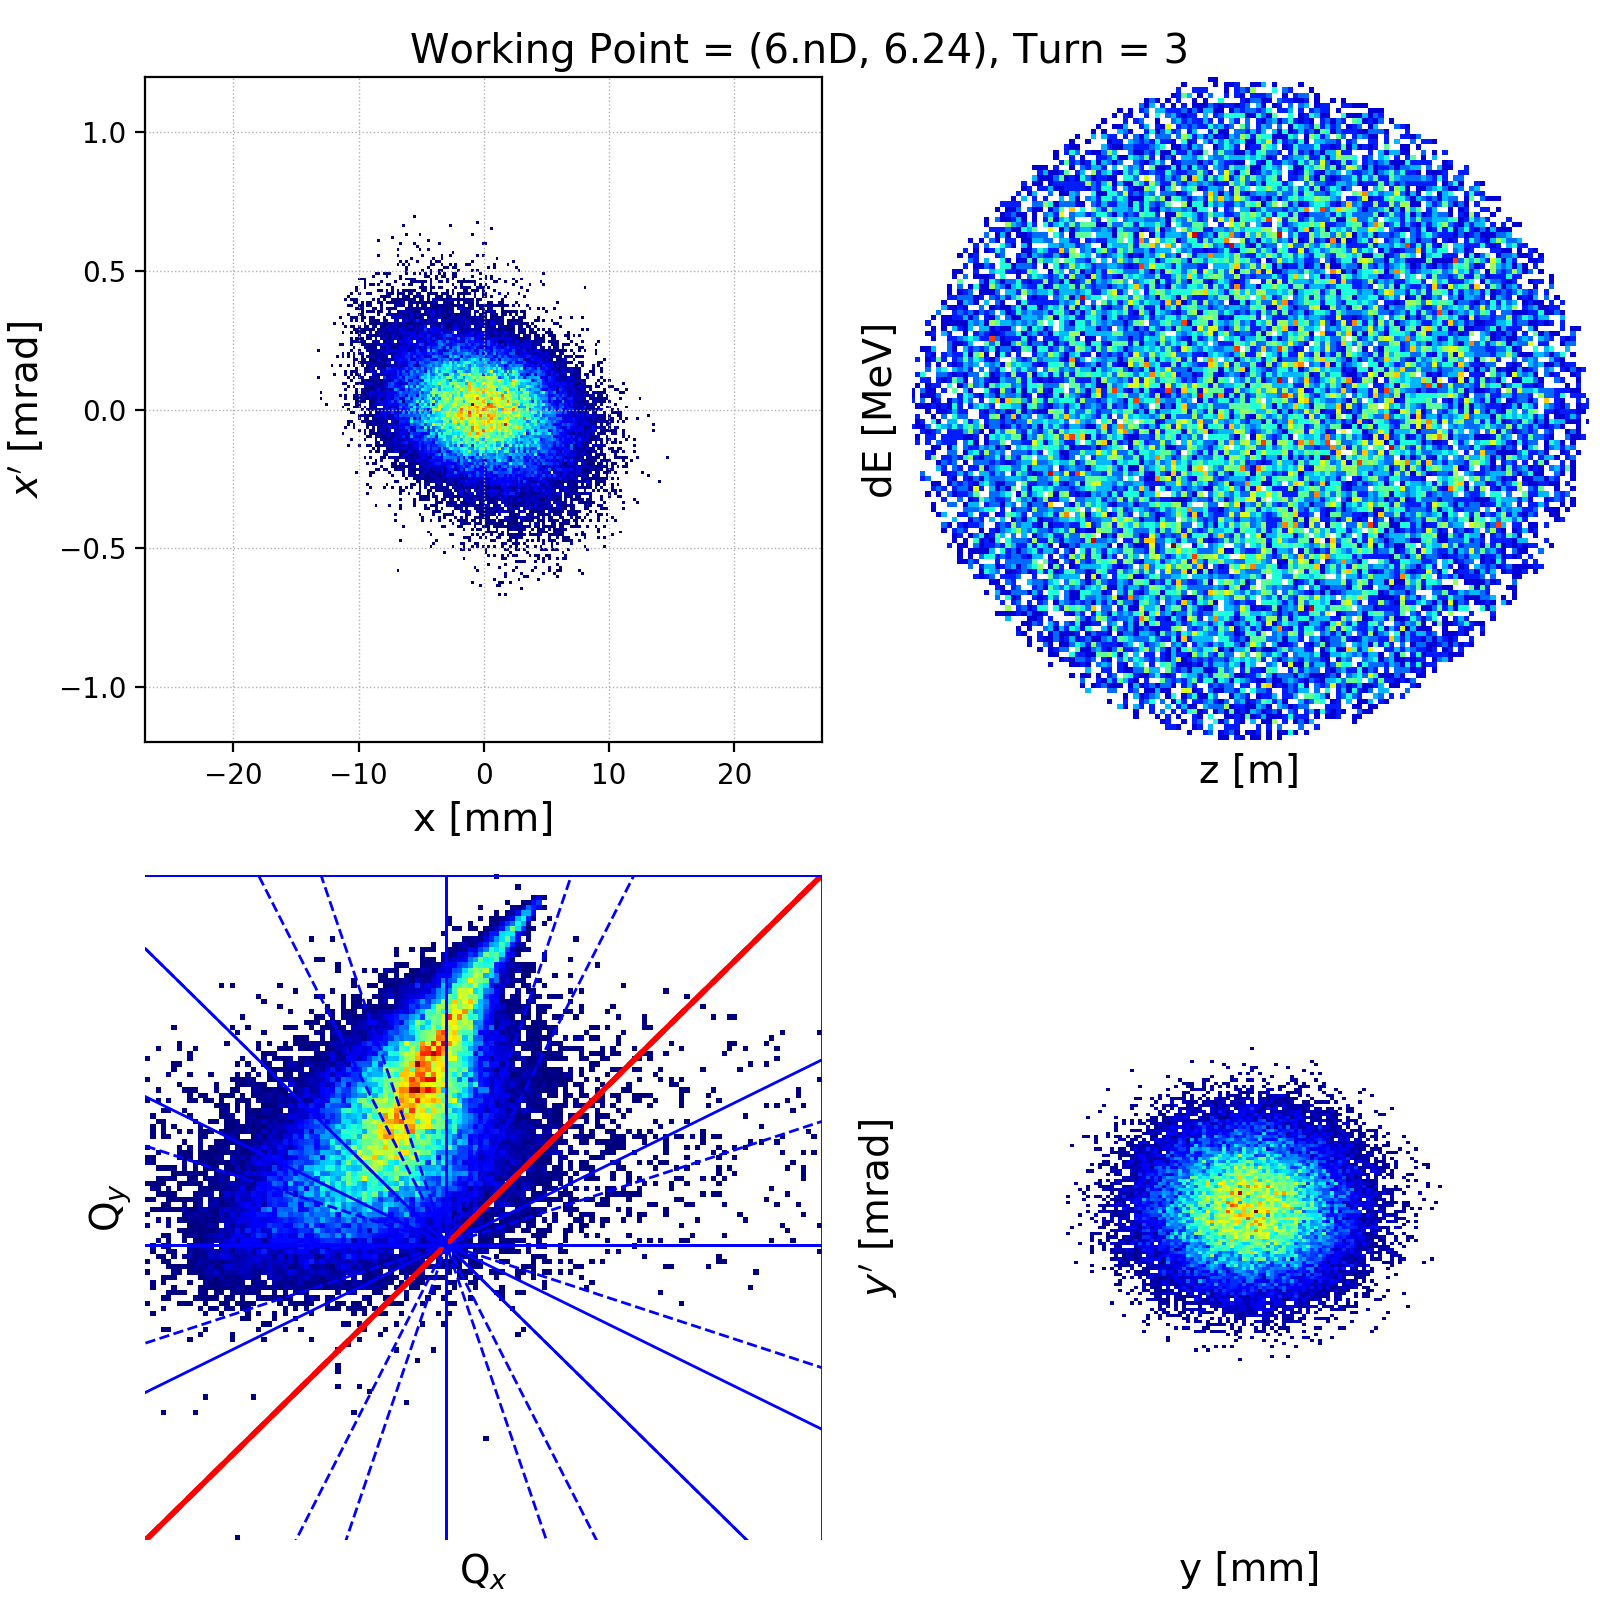 Working Point = (6.nD, 6.24), Turn = 3
1.0
0.5
0.0
−0.5
−1.0
x′ [mrad]
−20 −10 0 10 20
x [mm]
dE [MeV]
z [m]
Qy
Qx
y′ [mrad]
y [mm]